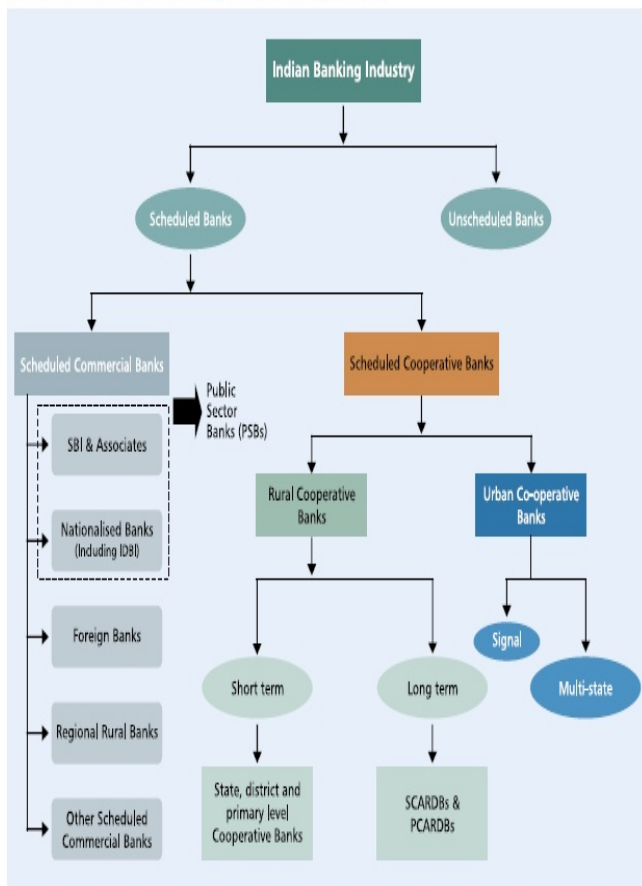 Indian Banking Industry
Scheduled Banks
Unscheduled Banks
Scheduled Commercial Banks
Scheduled Cooperative Banks
Public
Sector
Banks (PSBs)
SBI & Associates
Nationalised Banks
(Including IDBI)
Foreign Banks
Regional Rural Banks
Other Scheduled
Commercial Banks
Rural Cooperative
Banks
Urban Co-operative
Banks
Short term
Long term
Signal
Multi-state
State, district and
primary level
Cooperative Banks
SCARDBs &
PCARDBs